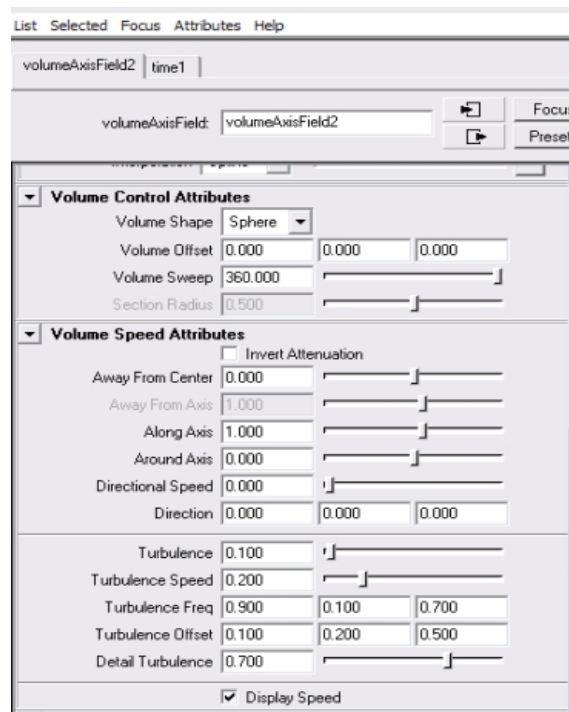 List Selected Focus Attributes Help
volumeAxisField2 time1
volumeAxisField: volumeAxisField2
Focus
Preset
Volume Control Attributes
Volume Shape Sphere
Volume Offset 0.000 0.000 0.000
Volume Sweep 360.000
Section Radius 0.500
Volume Speed Attributes
Invert Attenuation
Away From Center 0.000
Away From Axis 1.000
Along Axis 1.000
Around Axis 0.000
Directional Speed 0.000
Direction 0.000 0.000 0.000
Turbulence 0.100
Turbulence Speed 0.200
Turbulence Freq 0.900 0.100 0.700
Turbulence Offset 0.100 0.200 0.500
Detail Turbulence 0.700
Display Speed